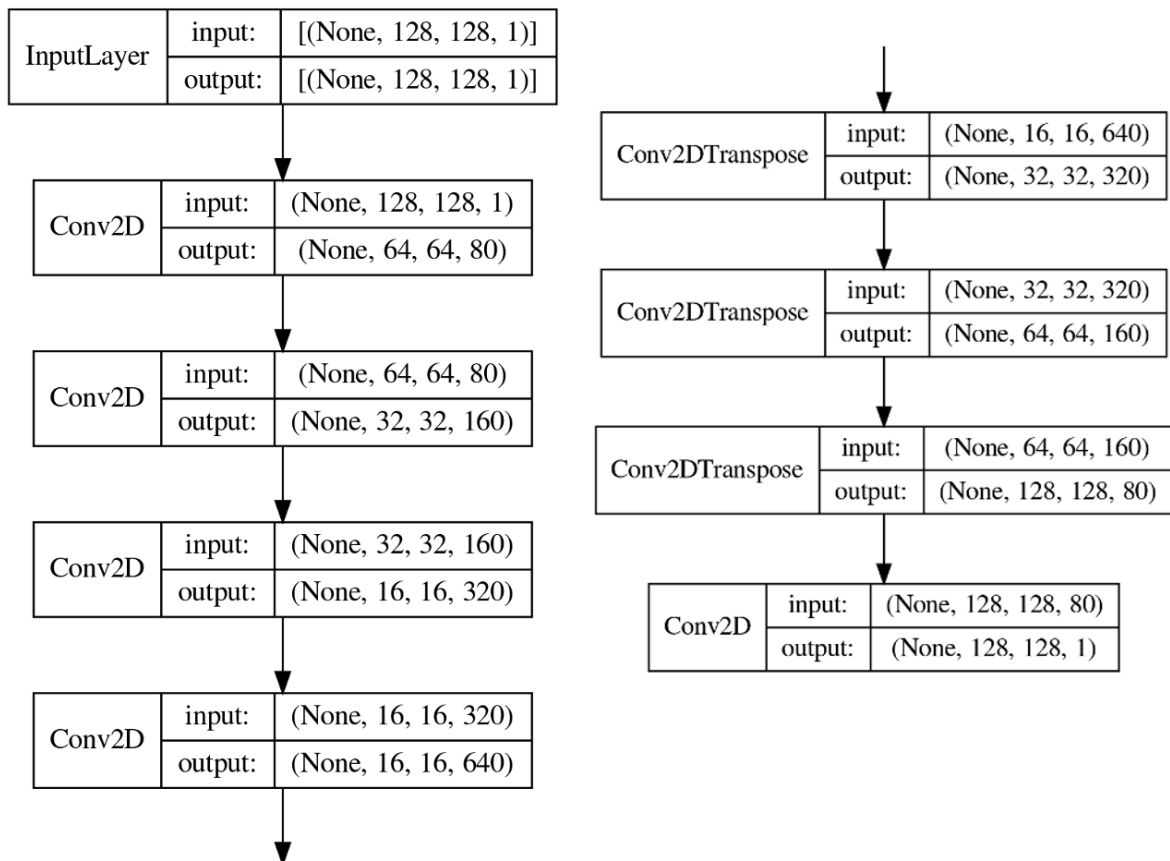 InputLayer
input: [(None, 128, 128, 1)]
output: [(None, 128, 128, 1)]
Conv2D
input: (None, 128, 128, 1)
output: (None, 64, 64, 80)
Conv2D
input: (None, 64, 64, 80)
output: (None, 32, 32, 160)
Conv2D
input: (None, 32, 32, 160)
output: (None, 16, 16, 320)
Conv2D
input: (None, 16, 16, 320)
output: (None, 16, 16, 640)
Conv2DTranspose
input: (None, 16, 16, 640)
output: (None, 32, 32, 320)
Conv2DTranspose
input: (None, 32, 32, 320)
output: (None, 64, 64, 160)
Conv2DTranspose
input: (None, 64, 64, 160)
output: (None, 128, 128, 80)
Conv2D
input: (None, 128, 128, 80)
output: (None, 128, 128, 1)